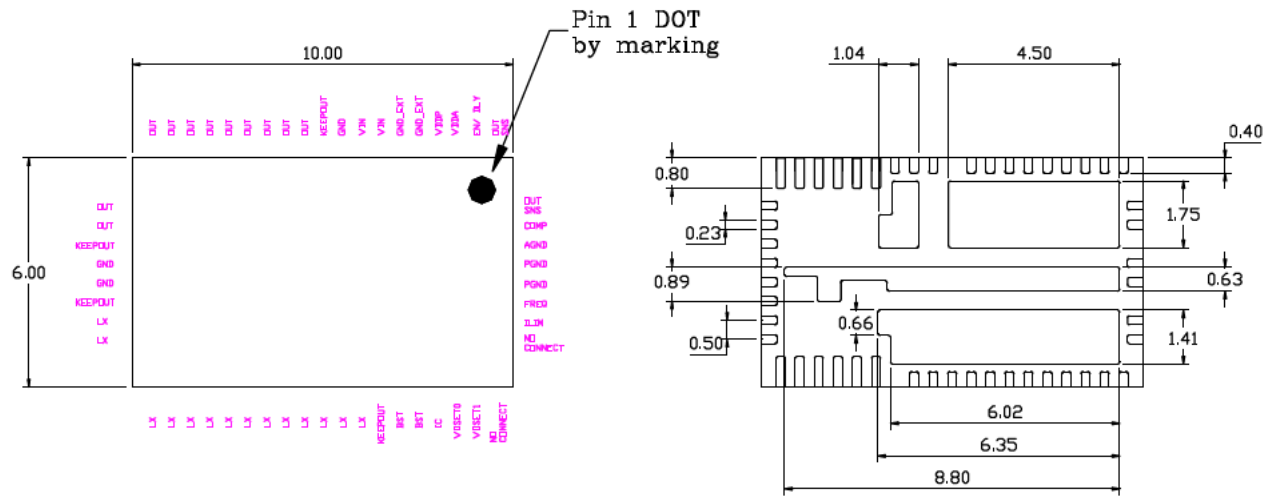 Pin 1 DOT
by marking
10.00
OUT
OUT
OUT
OUT
OUT
OUT
OUT
OUT
OUT
KEEPOUT
GND
VIN
VIN
GND_EXT
GND_EXT
VDDP
VDDA
EN/ DLY
OUT
SNS
6.00
OUT
OUT
KEEPOUT
GND
GND
KEEPOUT
LX
LX
OUT
SNS
COMP
AGND
PGND
PGND
FREQ
ILIM
NO
CONNECT
LX
LX
LX
LX
LX
LX
LX
LX
LX
LX
LX
LX
KEEPOUT
BST
BST
IC
VOSET0
VOSET1
NO
CONNECT
1.04
4.50
0.40
0.80
1.75
0.23
0.89
0.63
0.66
0.50
1.41
6.02
6.35
8.80